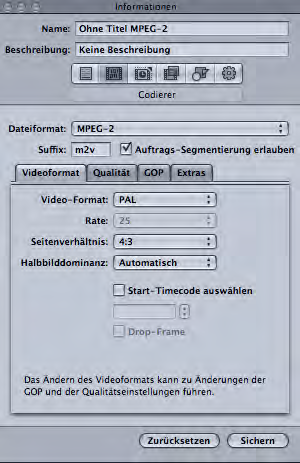 Informationen
Name: Ohne Titel MPEG-2
Beschreibung: Keine Beschreibung
Codierer
Dateiformat: MPEG-2
Suffix: m2v Auftrags-Segmentierung erlauben
Videoformat Qualität GOP Extras
Video-Format: PAL
Rate: 25
Seitenverhältnis: 4:3
Halbbilddominanz: Automatisch
Start-Timecode auswählen
Drop-Frame
Das Ändern des Videoformats kann zu Änderungen der
GOP und der Qualitätseinstellungen führen.
Zurücksetzen Sichern